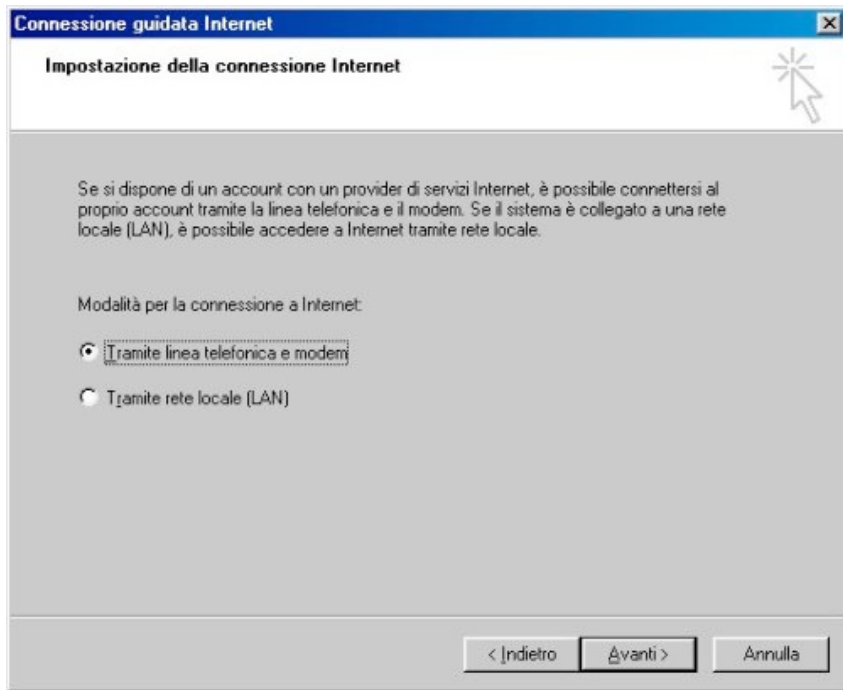 Connessione guidata Internet
Impostazione della connessione Internet
Se si dispone di un account con un provider di servizi Internet, è possibile connettersi al
proprio account tramite la linea telefonica e il modem. Se il sistema è collegato a una rete
locale (LAN), è possibile accedere a Internet tramite rete locale.
Modalità per la connessione a Internet:
Tramite linea telefonica e modem
Tramite rete locale (LAN)
< Indietro Avanti > Annulla